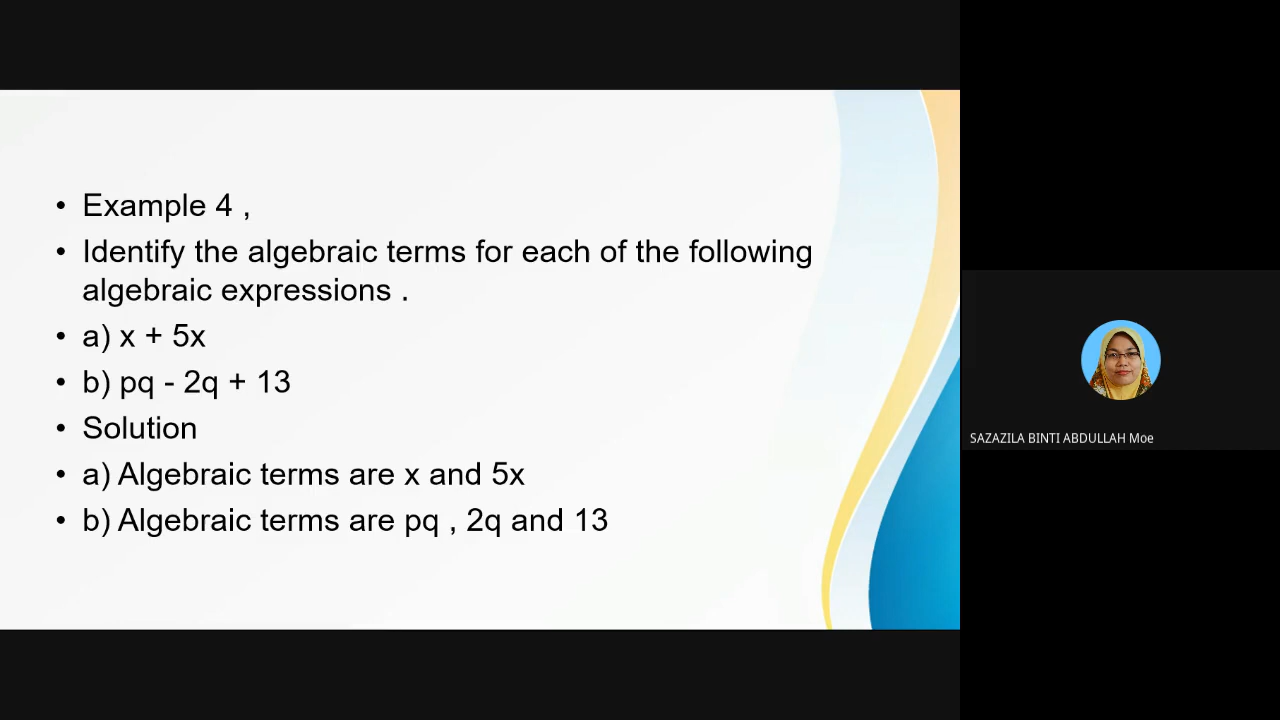 • Example 4 ,
• Identify the algebraic terms for each of the following
algebraic expressions .
• a) x + 5x
• b) pq - 2q + 13
• Solution
• a) Algebraic terms are x and 5x
• b) Algebraic terms are pq , 2q and 13
SAZAZILA BINTI ABDULLAH Moe